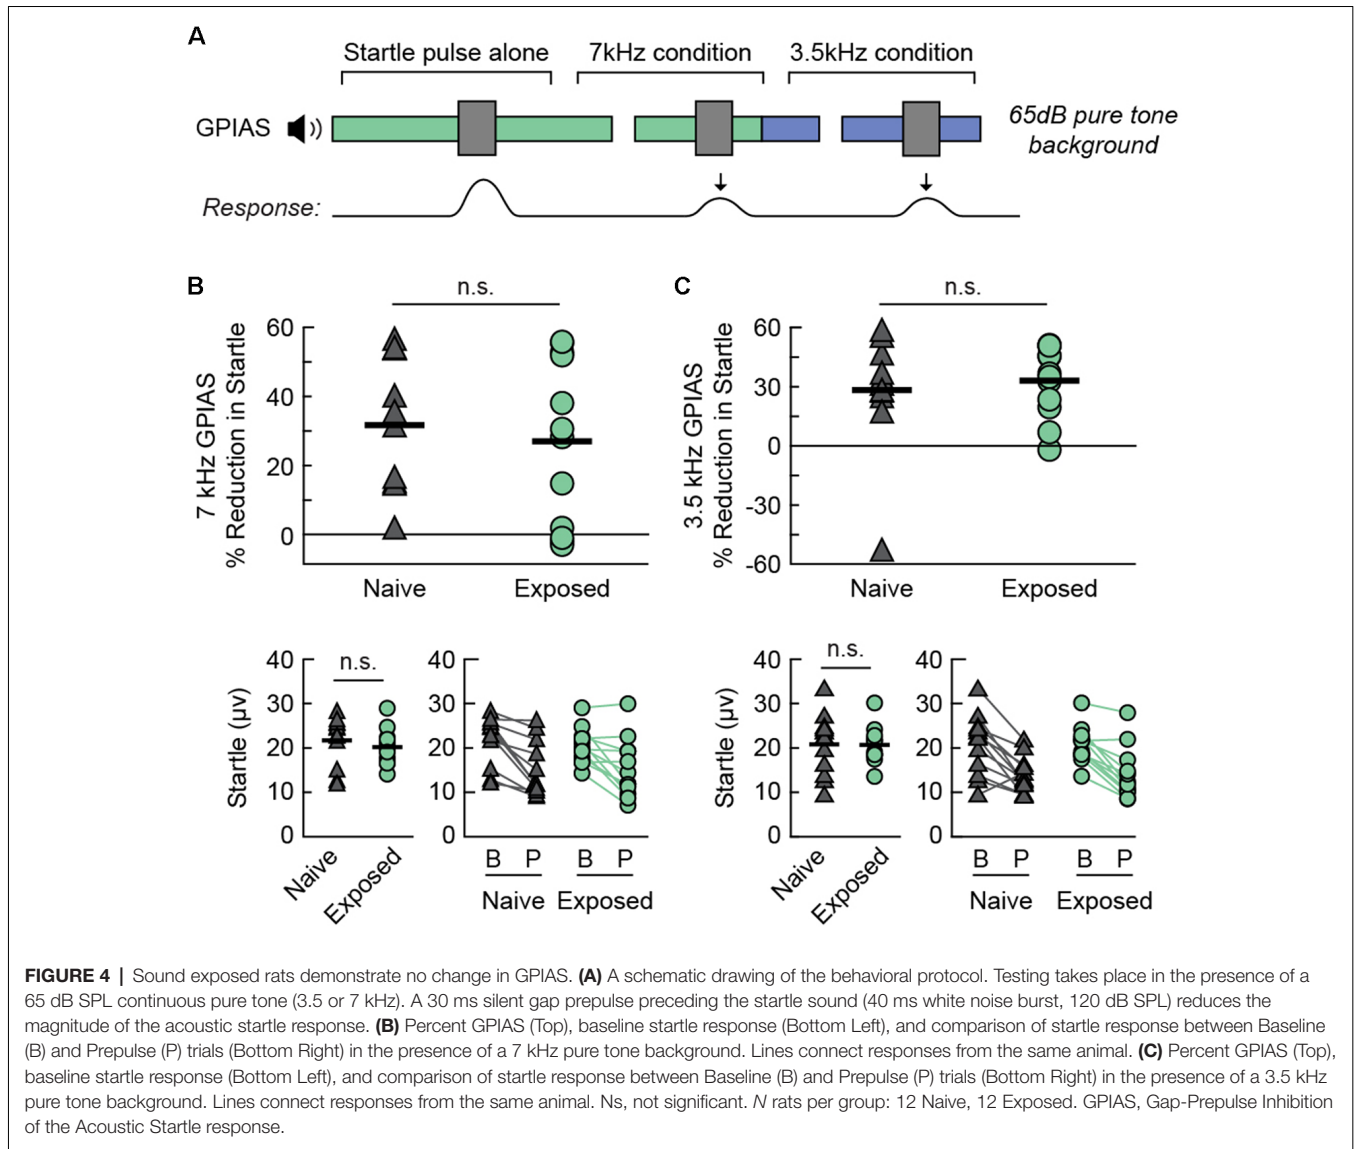 A
Startle pulse alone
7kHz condition
3.5kHz condition
GPIAS
65dB pure tone
background
Response:
B
n.s.
7 kHz GPIAS
% Reduction in Startle
60
40
20
0
Naive
Exposed
C
n.s.
3.5 kHz GPIAS
% Reduction in Startle
60
30
0
-30
-60
Naive
Exposed
n.s.
Startle (µv)
40
30
20
10
0
Naive
Exposed
40
30
20
10
0
B P B P
Naive Exposed
n.s.
Startle (µv)
40
30
20
10
0
Naive
Exposed
40
30
20
10
0
B P B P
Naive Exposed
FIGURE 4 | Sound exposed rats demonstrate no change in GPIAS. (A) A schematic drawing of the behavioral protocol. Testing takes place in the presence of a
65 dB SPL continuous pure tone (3.5 or 7 kHz). A 30 ms silent gap prepulse preceding the startle sound (40 ms white noise burst, 120 dB SPL) reduces the
magnitude of the acoustic startle response. (B) Percent GPIAS (Top), baseline startle response (Bottom Left), and comparison of startle response between Baseline
(B) and Prepulse (P) trials (Bottom Right) in the presence of a 7 kHz pure tone background. Lines connect responses from the same animal. (C) Percent GPIAS (Top),
baseline startle response (Bottom Left), and comparison of startle response between Baseline (B) and Prepulse (P) trials (Bottom Right) in the presence of a 3.5 kHz
pure tone background. Lines connect responses from the same animal. Ns, not significant. N rats per group: 12 Naive, 12 Exposed. GPIAS, Gap-Prepulse Inhibition
of the Acoustic Startle response.